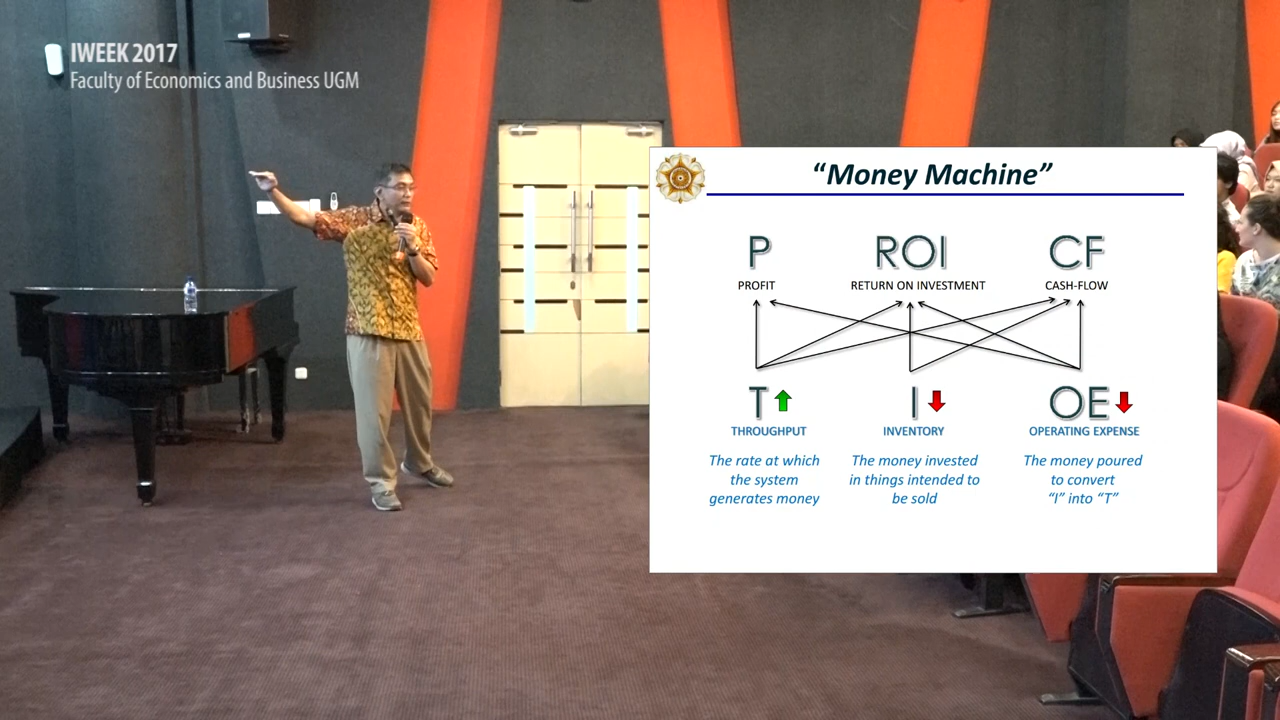 IWEEK 2017
Faculty of Economics and Business UGM
“Money Machine”
P
ROI
CF
PROFIT
RETURN ON INVESTMENT
CASH-FLOW
T
I
OE
THROUGHPUT
INVENTORY
OPERATING EXPENSE
The rate at which
the system
generates money
The money invested
in things intended to
be sold
The money poured
to convert
“I” into “T”